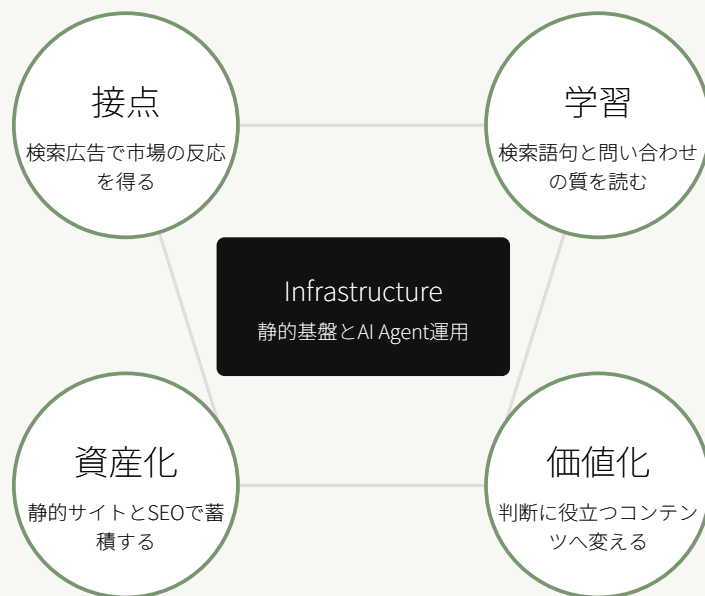 接点
検索広告で市場の反応
を得る
学習
検索語句と問い合わせ
の質を読む
Infrastructure
静的基盤とAI Agent運用
資産化
静的サイトとSEOで蓄
積する
価値化
判断に役立つコンテン
ツへ変える